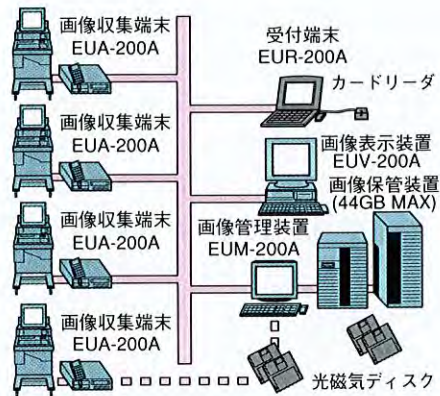 画像収集端末
EUA-200A
画像収集端末
EUA-200A
画像収集端末
EUA-200A
画像収集端末
EUA-200A
受付端末
EUR-200A
カードリーダ
画像表示装置
EUV-200A
画像保管装置
(44GB MAX)
画像管理装置
EUM-200A
光磁気ディスク